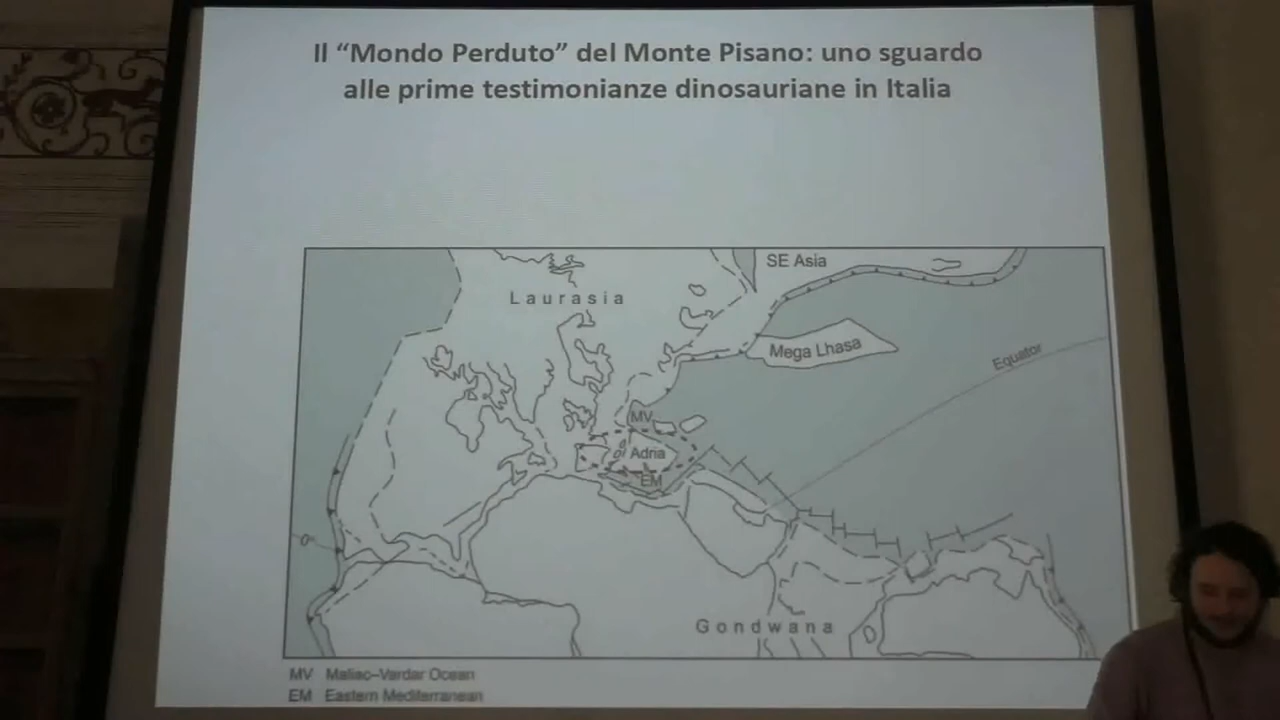 Il “Mondo Perduto” del Monte Pisano: uno sguardo
alle prime testimonianze dinosauriane in Italia
SE Asia
Laurasia
Mega Lhasa
Equator
MV
Adria
EM
0°
Gondwana
MV Maliac–Vardar Ocean
EM Eastern Mediterranean